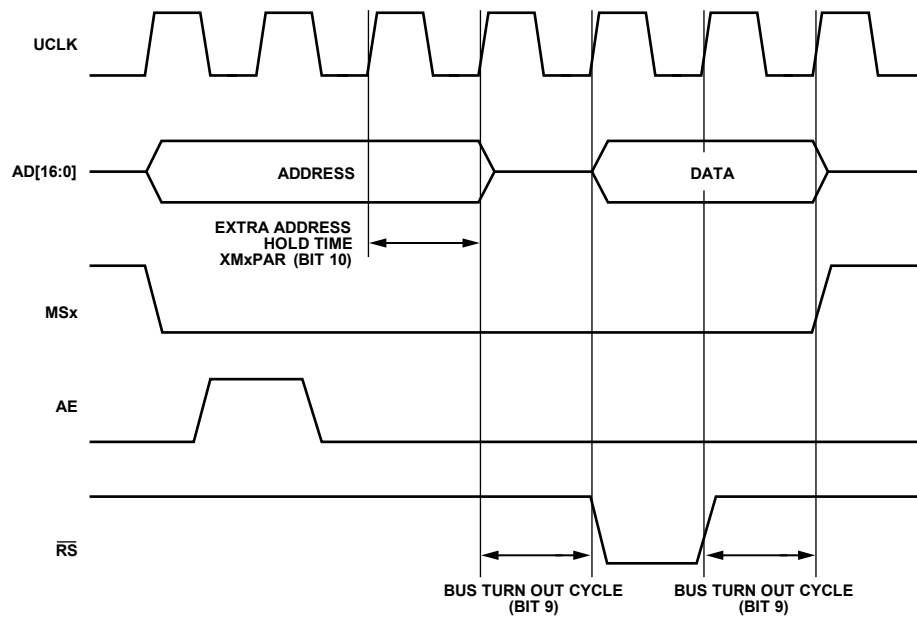 UCLK
AD[16:0]
ADDRESS
DATA
EXTRA ADDRESS
HOLD TIME
XMxPAR (BIT 10)
MSx
AE
RS
BUS TURN OUT CYCLE
(BIT 9)
BUS TURN OUT CYCLE
(BIT 9)